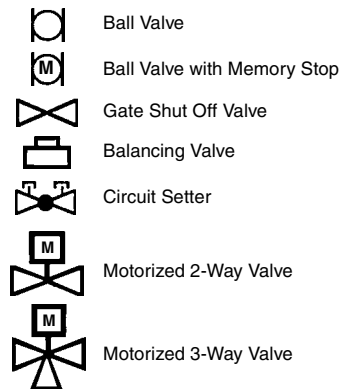 Ball Valve
M Ball Valve with Memory Stop
Gate Shut Off Valve
Balancing Valve
Circuit Setter
M
Motorized 2-Way Valve
M
Motorized 3-Way Valve